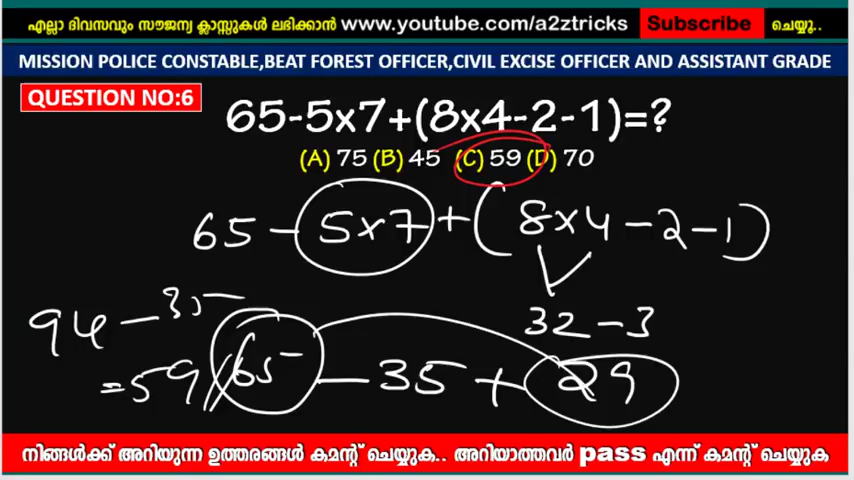 എല്ലാ ദിവസവും സൗജന്യ ക്ലാസ്സുകൾ ലഭിക്കാൻ www.youtube.com/a2ztricks Subscribe ചെയ്യൂ..
MISSION POLICE CONSTABLE,BEAT FOREST OFFICER,CIVIL EXCISE OFFICER AND ASSISTANT GRADE
QUESTION NO:6
65-5x7+(8x4-2-1)=?
(A) 75 (B) 45 (C) 59 (D) 70
65 - 5x7 + (8x4-2-1)
32-3
94-35
=59 65 - 35 + 29
നിങ്ങൾക്ക് അറിയുന്ന ഉത്തരങ്ങൾ കമന്റ് ചെയ്യുക.. അറിയാത്തവർ pass എന്ന് കമന്റ് ചെയ്യുക